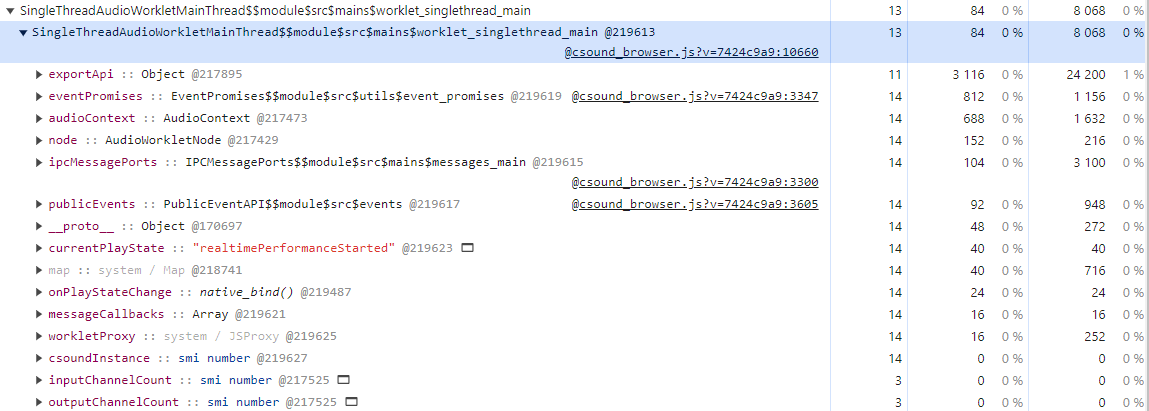 SingleThreadAudioWorkletMainThread$$module$src$mains$worklet_singlethread_main 13 84 0 % 8 068 0 %
SingleThreadAudioWorkletMainThread$$module$src$mains$worklet_singlethread_main @219613 13 84 0 % 8 068 0 %
@csound_browser.js?v=7424c9a9:10660
exportApi :: Object @217895 11 3 116 0 % 24 200 1 %
eventPromises :: EventPromises$$module$src$utils$event_promises @219619 @csound_browser.js?v=7424c9a9:3347 14 812 0 % 1 156 0 %
audioContext :: AudioContext @217473 14 688 0 % 1 632 0 %
node :: AudioWorkletNode @217429 14 152 0 % 216 0 %
ipcMessagePorts :: IPCMessagePorts$$module$src$mains$messages_main @219615 14 104 0 % 3 100 0 %
@csound_browser.js?v=7424c9a9:3300
publicEvents :: PublicEventAPI$$module$src$events @219617 @csound_browser.js?v=7424c9a9:3605 14 92 0 % 948 0 %
__proto__ :: Object @170697 14 48 0 % 272 0 %
currentPlayState :: "realtimePerformanceStarted" @219623 14 40 0 % 40 0 %
map :: system / Map @218741 14 40 0 % 716 0 %
onPlayStateChange :: native_bind() @219487 14 24 0 % 24 0 %
messageCallbacks :: Array @219621 14 16 0 % 16 0 %
workletProxy :: system / JSProxy @219625 14 16 0 % 252 0 %
csoundInstance :: smi number @219627 14 0 0 % 0 0 %
inputChannelCount :: smi number @217525 3 0 0 % 0 0 %
outputChannelCount :: smi number @217525 3 0 0 % 0 0 %